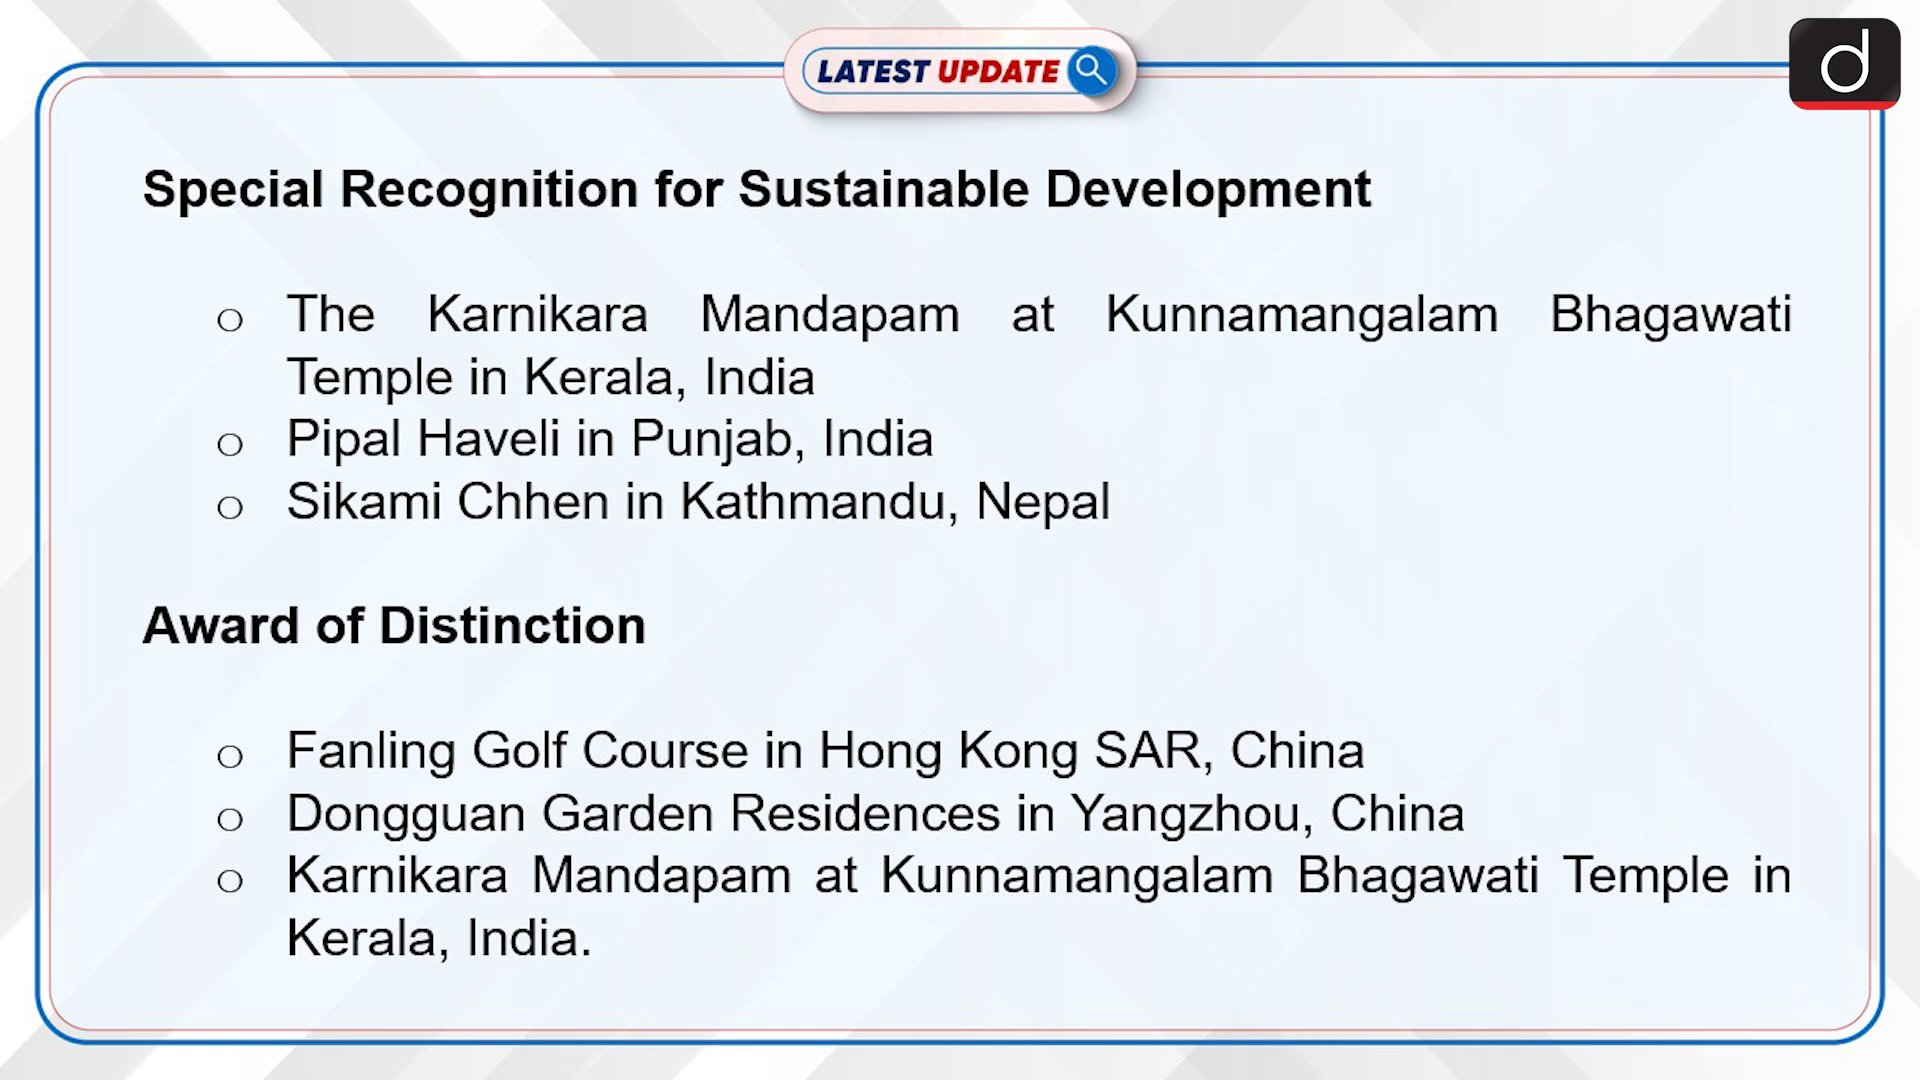 LATEST UPDATE
d
Special Recognition for Sustainable Development
o The Karnikara Mandapam at Kunnamangalam Bhagawati
Temple in Kerala, India
o Pipal Haveli in Punjab, India
o Sikami Chhen in Kathmandu, Nepal
Award of Distinction
o Fanling Golf Course in Hong Kong SAR, China
o Dongguan Garden Residences in Yangzhou, China
o Karnikara Mandapam at Kunnamangalam Bhagawati Temple in
Kerala, India.